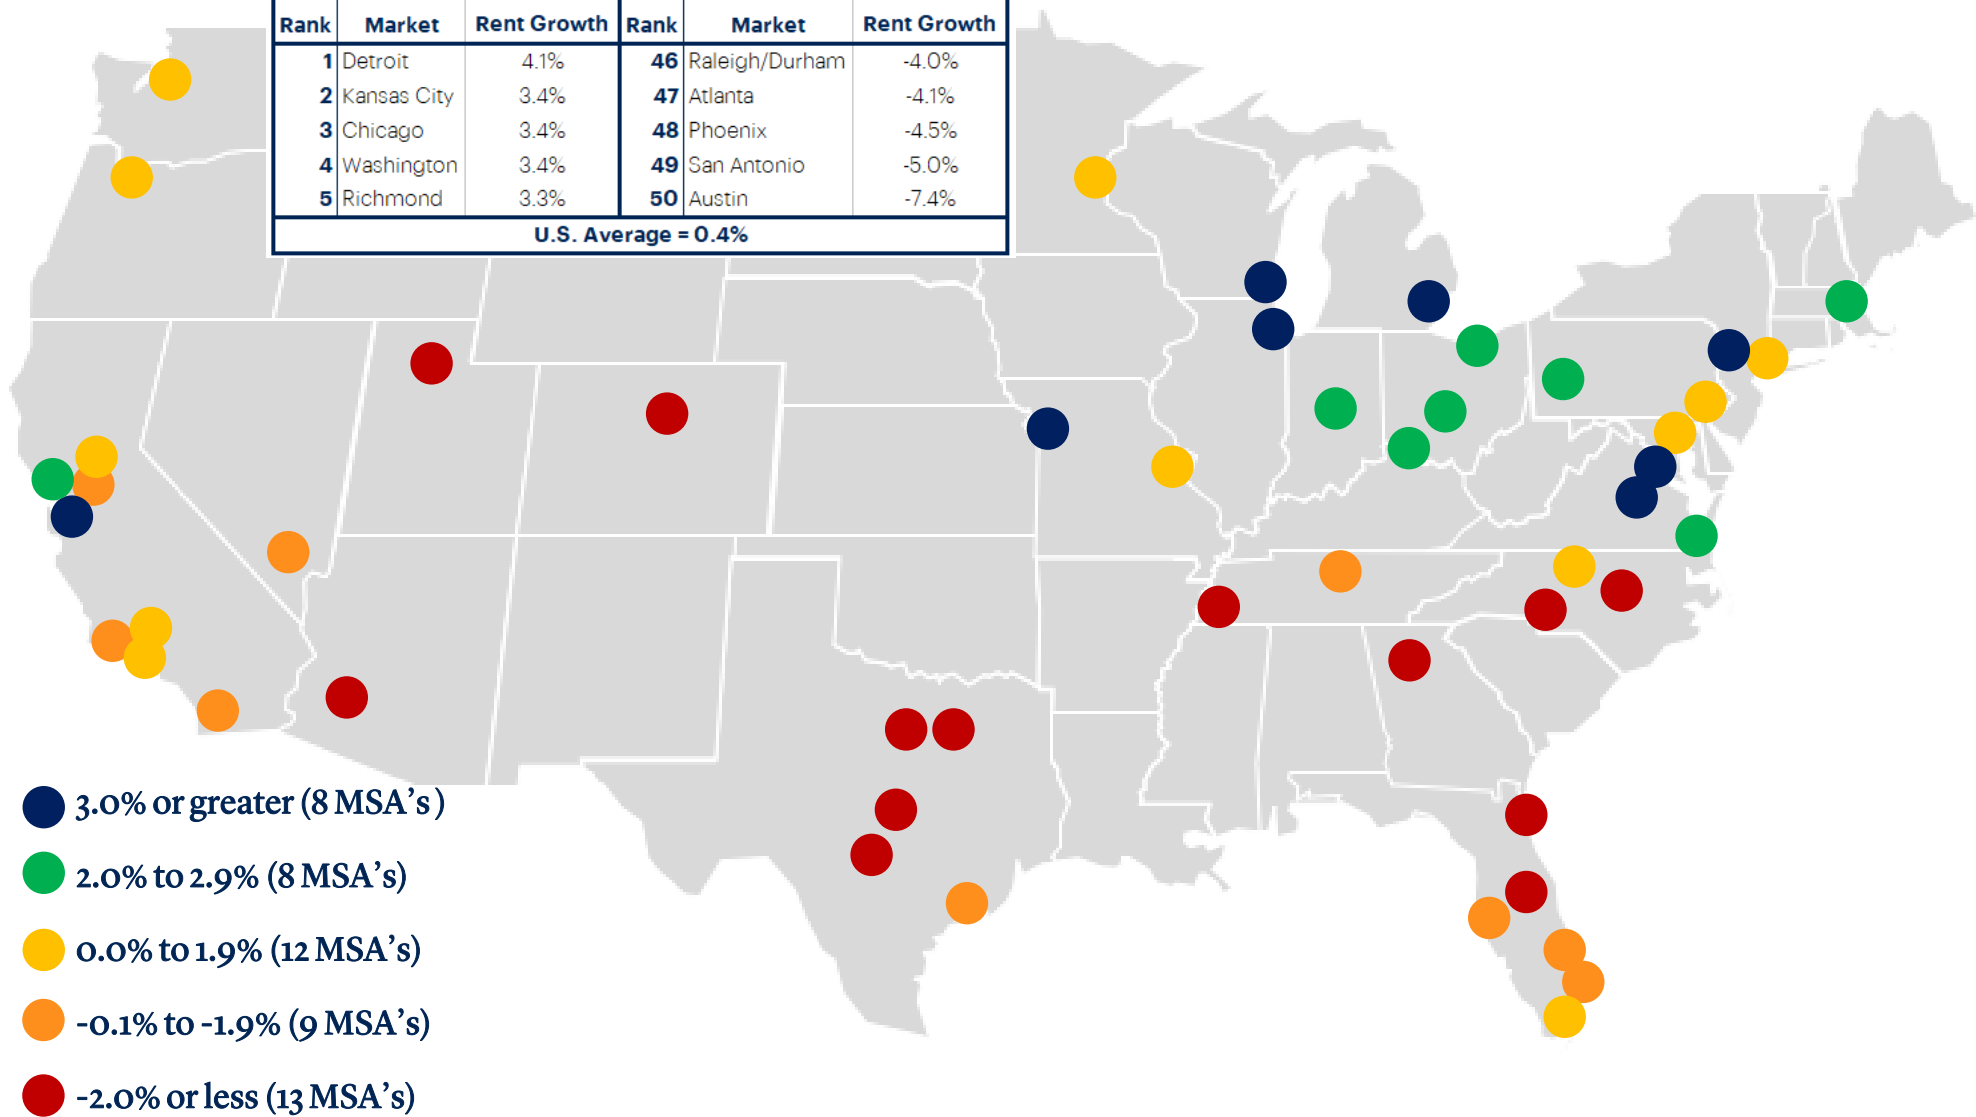 Rank Market Rent Growth Rank Market Rent Growth
1 Detroit 4.1% 46 Raleigh/Durham -4.0%
2 Kansas City 3.4% 47 Atlanta -4.1%
3 Chicago 3.4% 48 Phoenix -4.5%
4 Washington 3.4% 49 San Antonio -5.0%
5 Richmond 3.3% 50 Austin -7.4%
U.S. Average = 0.4%
3.0% or greater (8 MSA's)
2.0% to 2.9% (8 MSA's)
0.0% to 1.9% (12 MSA's)
-0.1% to -1.9% (9 MSA's)
-2.0% or less (13 MSA's)